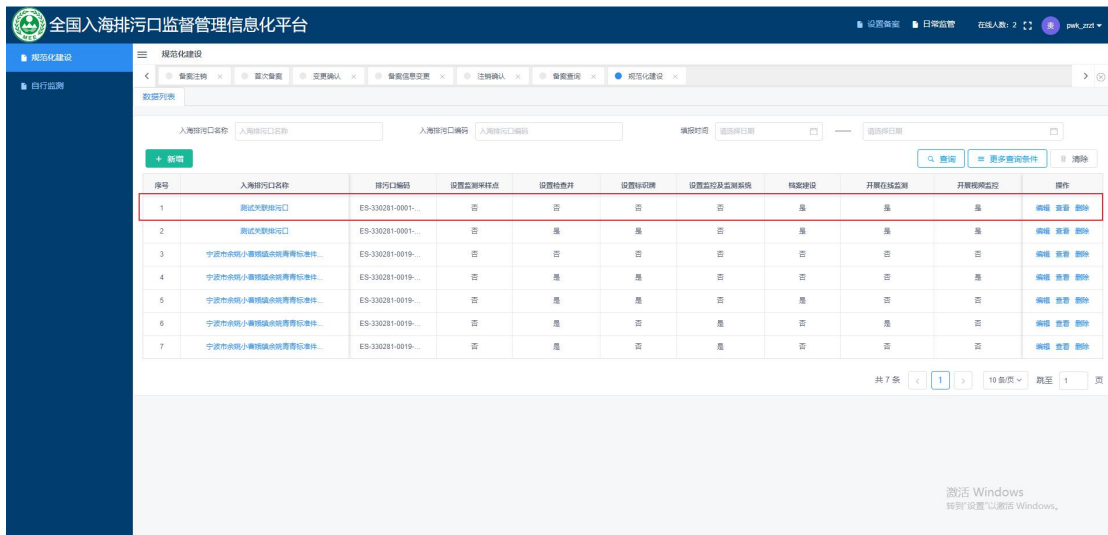 MEE
全国入海排污口监督管理信息化平台
设置备案 日常监管 在线人数: 2 pwk_zrzt
规范化建设
自行监测
规范化建设
备案注销 × 首次备案 变更确认 × 备案信息变更 × 注销确认 × 备案查询 × 规范化建设 ×
数据列表
入海排污口名称 入海排污口名称 入海排污口编码 入海排污口编码 填报时间 请选择日期 —— 请选择日期
+ 新增 查询 更多查询条件 清除
序号 入海排污口名称 排污口编码 设置监测采样点 设置检查井 设置标识牌 设置监控及监测系统 档案建设 开展在线监测 开展视频监控 操作
1 测试关联排污口 ES-330281-0001-... 否 否 否 否 是 是 是 编辑 查看 删除
2 测试关联排污口 ES-330281-0001-... 否 是 是 否 是 是 是 编辑 查看 删除
3 宁波市余姚小曹娥镇余姚青青标准件... ES-330281-0019-... 否 否 否 否 否 否 否 编辑 查看 删除
4 宁波市余姚小曹娥镇余姚青青标准件... ES-330281-0019-... 否 是 是 否 否 否 是 编辑 查看 删除
5 宁波市余姚小曹娥镇余姚青青标准件... ES-330281-0019-... 否 是 是 否 是 否 否 编辑 查看 删除
6 宁波市余姚小曹娥镇余姚青青标准件... ES-330281-0019-... 否 是 否 是 否 是 否 编辑 查看 删除
7 宁波市余姚小曹娥镇余姚青青标准件... ES-330281-0019-... 否 是 否 是 否 否 否 编辑 查看 删除
共 7 条 < 1 > 10 条/页 跳至 1 页
激活 Windows
转到"设置"以激活 Windows。